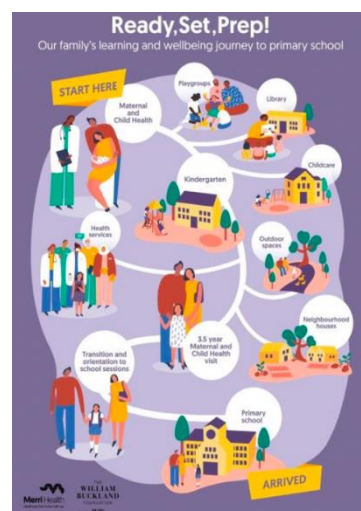 Ready,Set,Prep!
Our family's learning and wellbeing journey to primary school
START HERE
Maternal
and
Child Health
Playgroups
Library
Childcare
Kindergarten
Health
services
Outdoor
spaces
Neighbourhood
houses
3.5 year
Maternal and
Child Health
visit
Transition and
orientation to
school sessions
Primary
school
ARRIVED
Merri Health
THE
WILLIAM
BUCKLAND
FOUNDATION